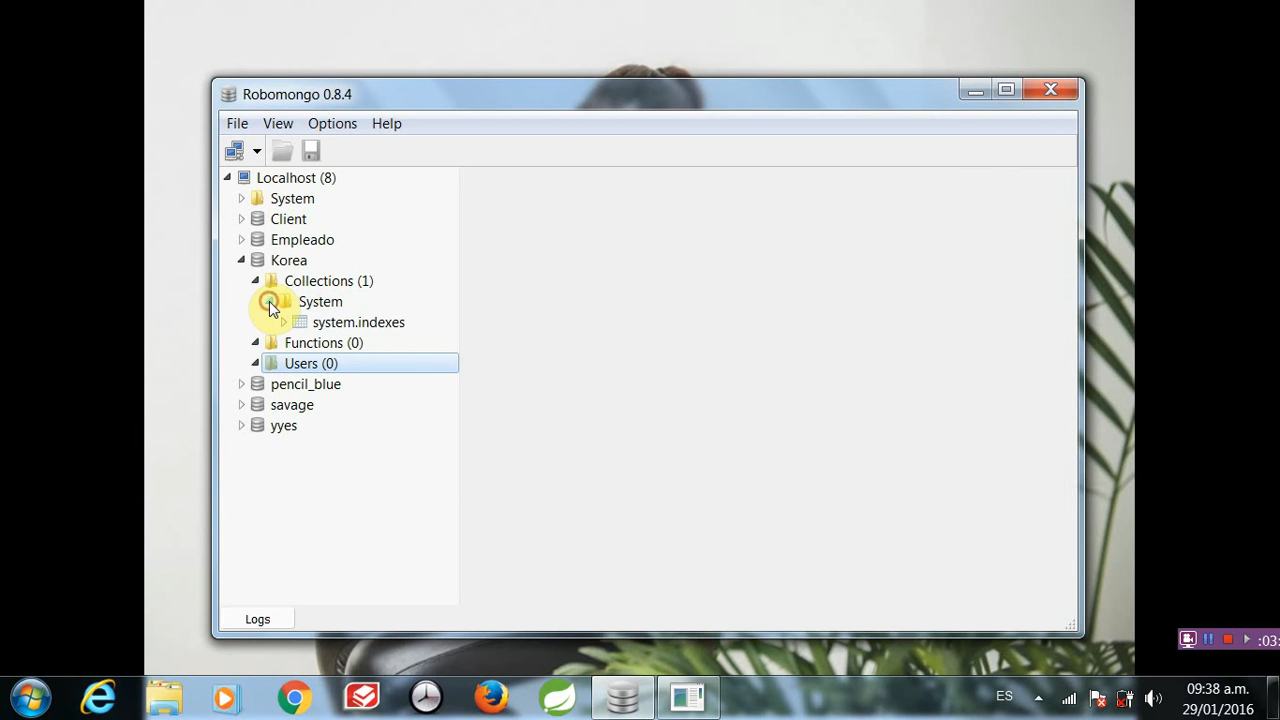 Robomongo 0.8.4
File View Options Help
Localhost (8)
System
Client
Empleado
Korea
Collections (1)
System
system.indexes
Functions (0)
Users (0)
pencil_blue
savage
yyes
Logs
:03:
ES
09:38 a.m.
29/01/2016